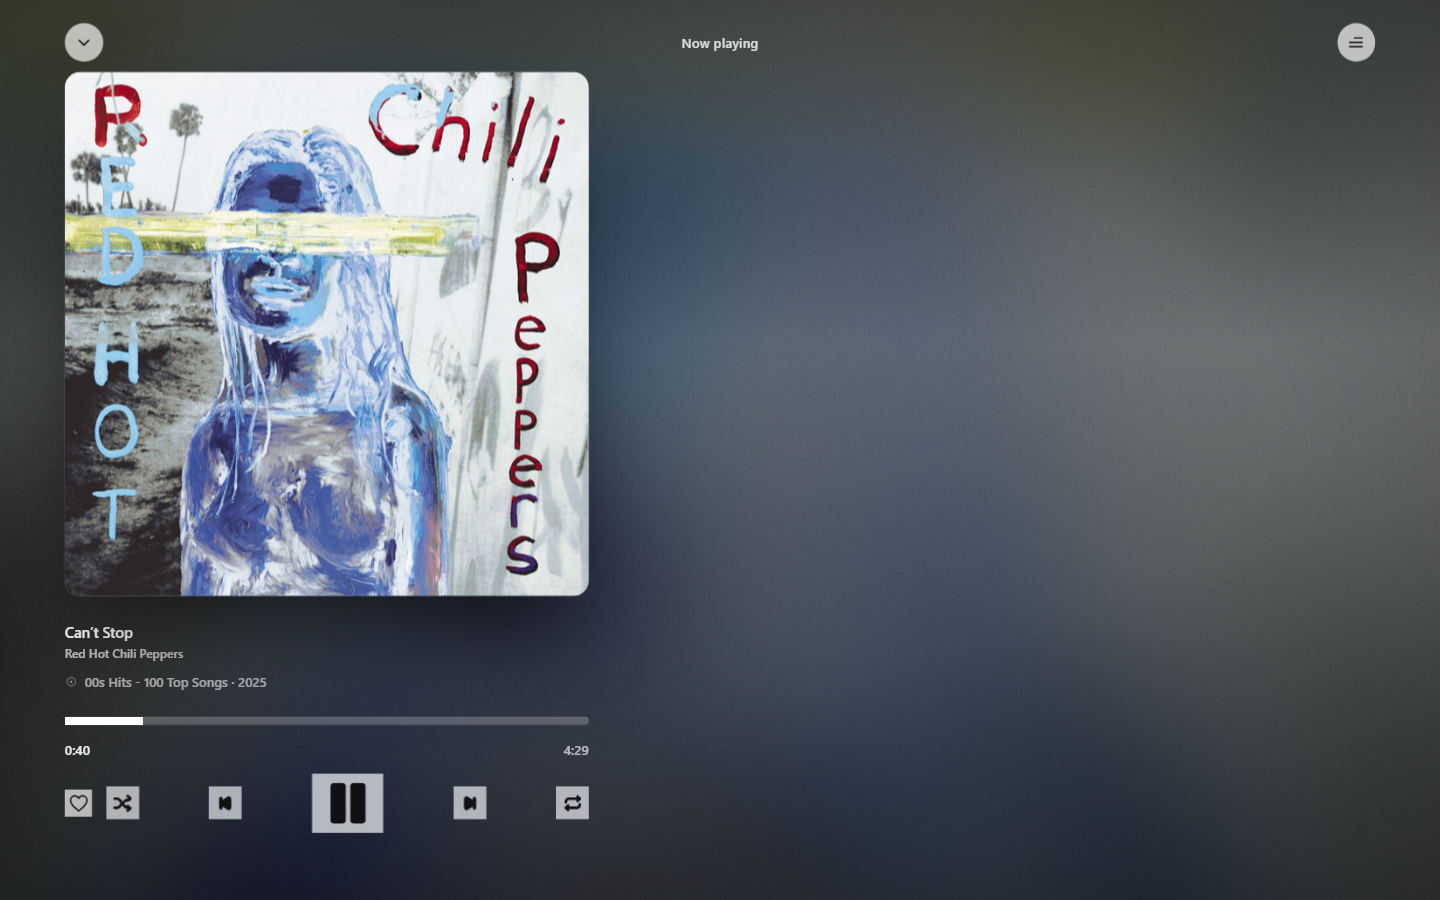 Now playing
RED HOT
Chili
Peppers
Can't Stop
Red Hot Chili Peppers
00s Hits - 100 Top Songs · 2025
0:40
4:29